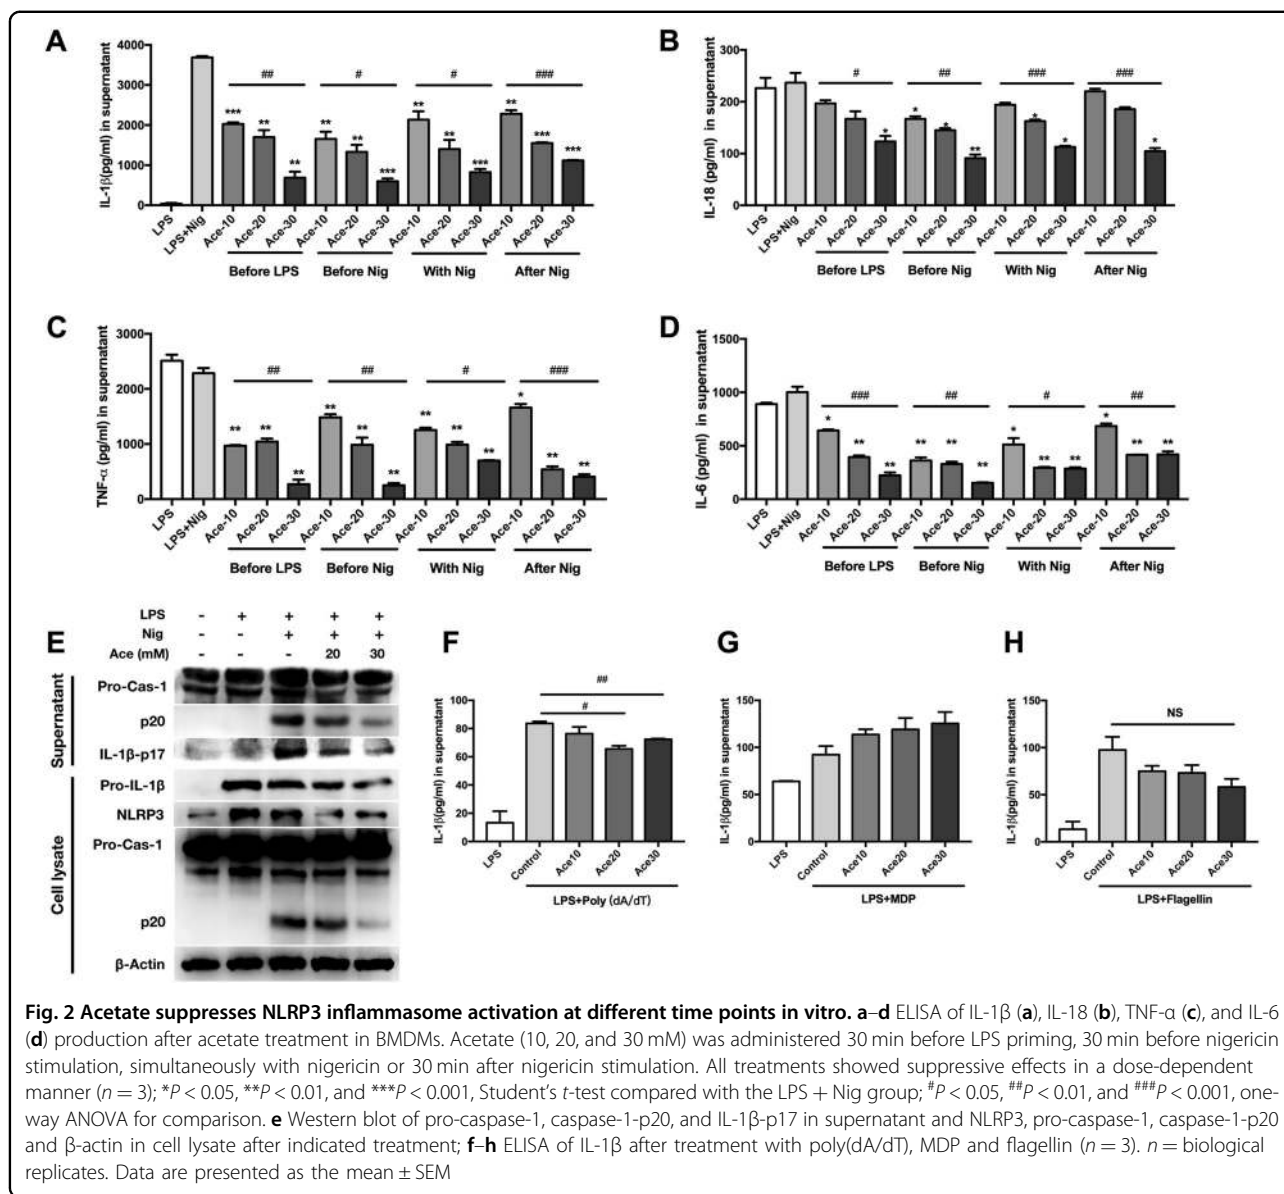 A
IL-1β(pg/ml) in supernatant
4000
3000
2000
1000
0
## # # ###
*** ** ** ** ** *** ** ** *** ** *** ***
LPS LPS+Nig Ace-10 Ace-20 Ace-30 Ace-10 Ace-20 Ace-30 Ace-10 Ace-20 Ace-30 Ace-10 Ace-20 Ace-30
Before LPS Before Nig With Nig After Nig
B
IL-18 (pg/ml) in supernatant
300
200
100
0
# ## ### ###
* * * ** * * *
LPS LPS+Nig Ace-10 Ace-20 Ace-30 Ace-10 Ace-20 Ace-30 Ace-10 Ace-20 Ace-30 Ace-10 Ace-20 Ace-30
Before LPS Before Nig With Nig After Nig
C
TNF-α (pg/ml) in supernatant
3000
2000
1000
0
## ## # ###
** ** ** ** ** ** ** ** ** * ** **
LPS LPS+Nig Ace-10 Ace-20 Ace-30 Ace-10 Ace-20 Ace-30 Ace-10 Ace-20 Ace-30 Ace-10 Ace-20 Ace-30
Before LPS Before Nig With Nig After Nig
D
IL-6 (pg/ml) in supernatant
1500
1000
500
0
### ## # ##
* ** ** ** ** ** * ** ** * ** **
LPS LPS+Nig Ace-10 Ace-20 Ace-30 Ace-10 Ace-20 Ace-30 Ace-10 Ace-20 Ace-30 Ace-10 Ace-20 Ace-30
Before LPS Before Nig With Nig After Nig
E
LPS - + + + +
Nig - - + + +
Ace (mM) - - - 20 30
Supernatant
Pro-Cas-1
p20
IL-1β-p17
Cell lysate
Pro-IL-1β
NLRP3
Pro-Cas-1
p20
β-Actin
F
IL-1β(pg/ml) in supernatant
100
80
60
40
20
0
##
#
LPS Control Ace10 Ace20 Ace30
LPS+Poly (dA/dT)
G
IL-1β(pg/ml) in supernatant
150
100
50
0
LPS Control Ace10 Ace20 Ace30
LPS+MDP
H
IL-1β(pg/ml) in supernatant
150
100
50
0
NS
LPS Control Ace10 Ace20 Ace30
LPS+Flagellin
Fig. 2 Acetate suppresses NLRP3 inflammasome activation at different time points in vitro. a–d ELISA of IL-1β (a), IL-18 (b), TNF-α (c), and IL-6
(d) production after acetate treatment in BMDMs. Acetate (10, 20, and 30 mM) was administered 30 min before LPS priming, 30 min before nigericin
stimulation, simultaneously with nigericin or 30 min after nigericin stimulation. All treatments showed suppressive effects in a dose-dependent
manner (n = 3); *P < 0.05, **P < 0.01, and ***P < 0.001, Student's t-test compared with the LPS + Nig group; #P < 0.05, ##P < 0.01, and ###P < 0.001, one-
way ANOVA for comparison. e Western blot of pro-caspase-1, caspase-1-p20, and IL-1β-p17 in supernatant and NLRP3, pro-caspase-1, caspase-1-p20
and β-actin in cell lysate after indicated treatment; f–h ELISA of IL-1β after treatment with poly(dA/dT), MDP and flagellin (n = 3). n = biological
replicates. Data are presented as the mean ± SEM